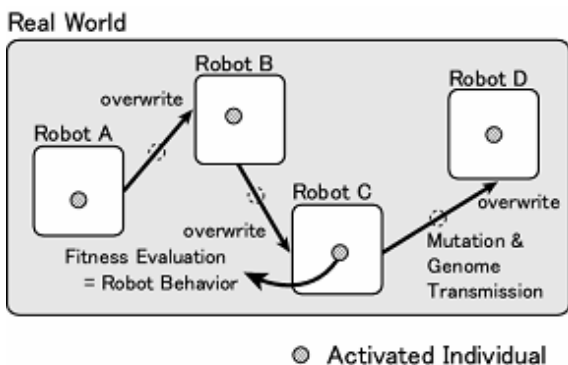 Real World
Robot B
Robot D
overwrite
Robot A
Robot C
overwrite
overwrite
Fitness Evaluation
= Robot Behavior
Mutation &
Genome
Transmission
Activated Individual